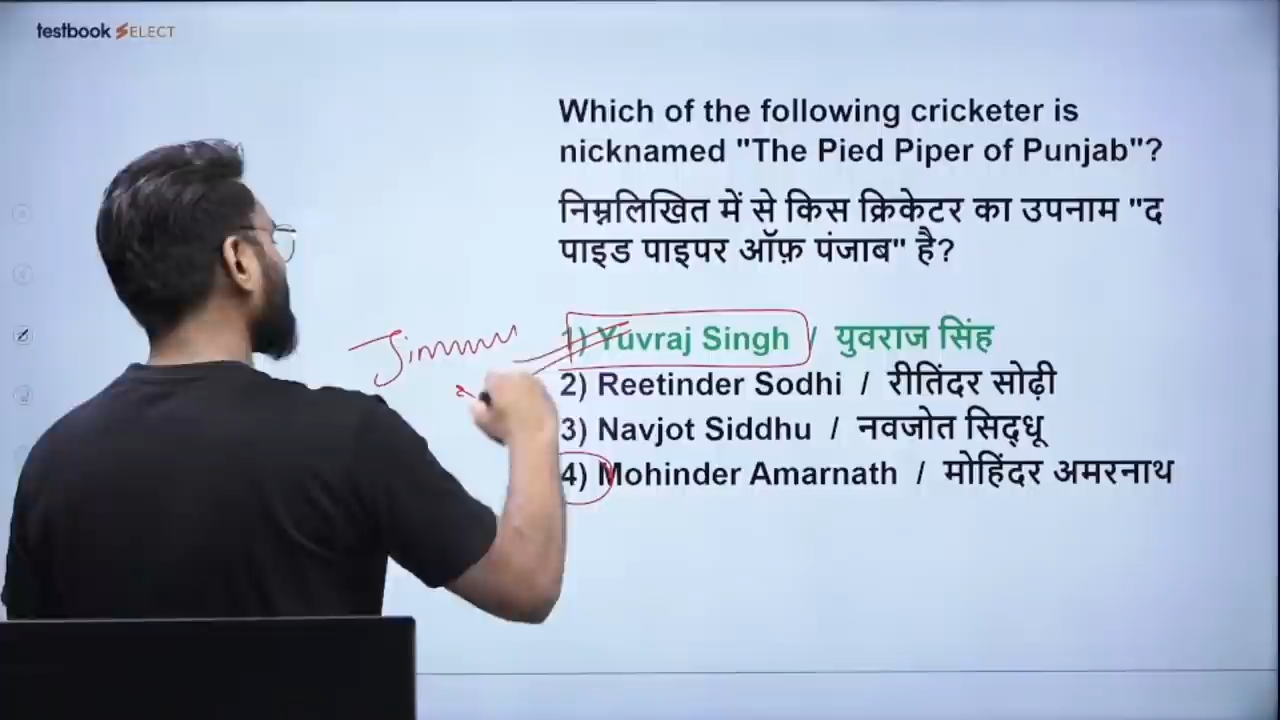 testbook SELECT
Which of the following cricketer is
nicknamed "The Pied Piper of Punjab"?
निम्नलिखित में से किस क्रिकेटर का उपनाम "द
पाइड पाइपर ऑफ़ पंजाब" है?
1) Yuvraj Singh / युवराज सिंह
2) Reetinder Sodhi / रीतिंदर सोढ़ी
3) Navjot Siddhu / नवजोत सिद्धू
4) Mohinder Amarnath / मोहिंदर अमरनाथ